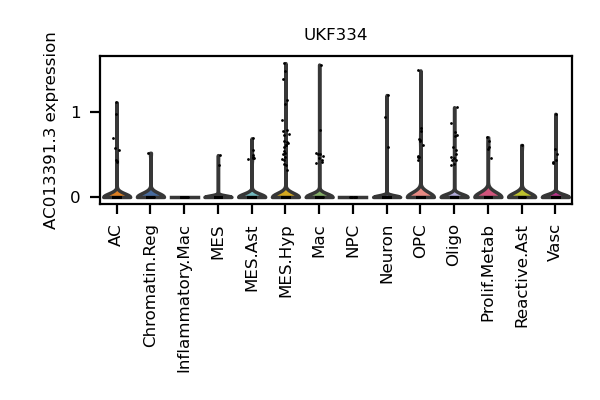 UKF334
AC013391.3 expression
1
0
AC
Chromatin.Reg
Inflammatory.Mac
MES
MES.Ast
MES.Hyp
Mac
NPC
Neuron
OPC
Oligo
Prolif.Metab
Reactive.Ast
Vasc